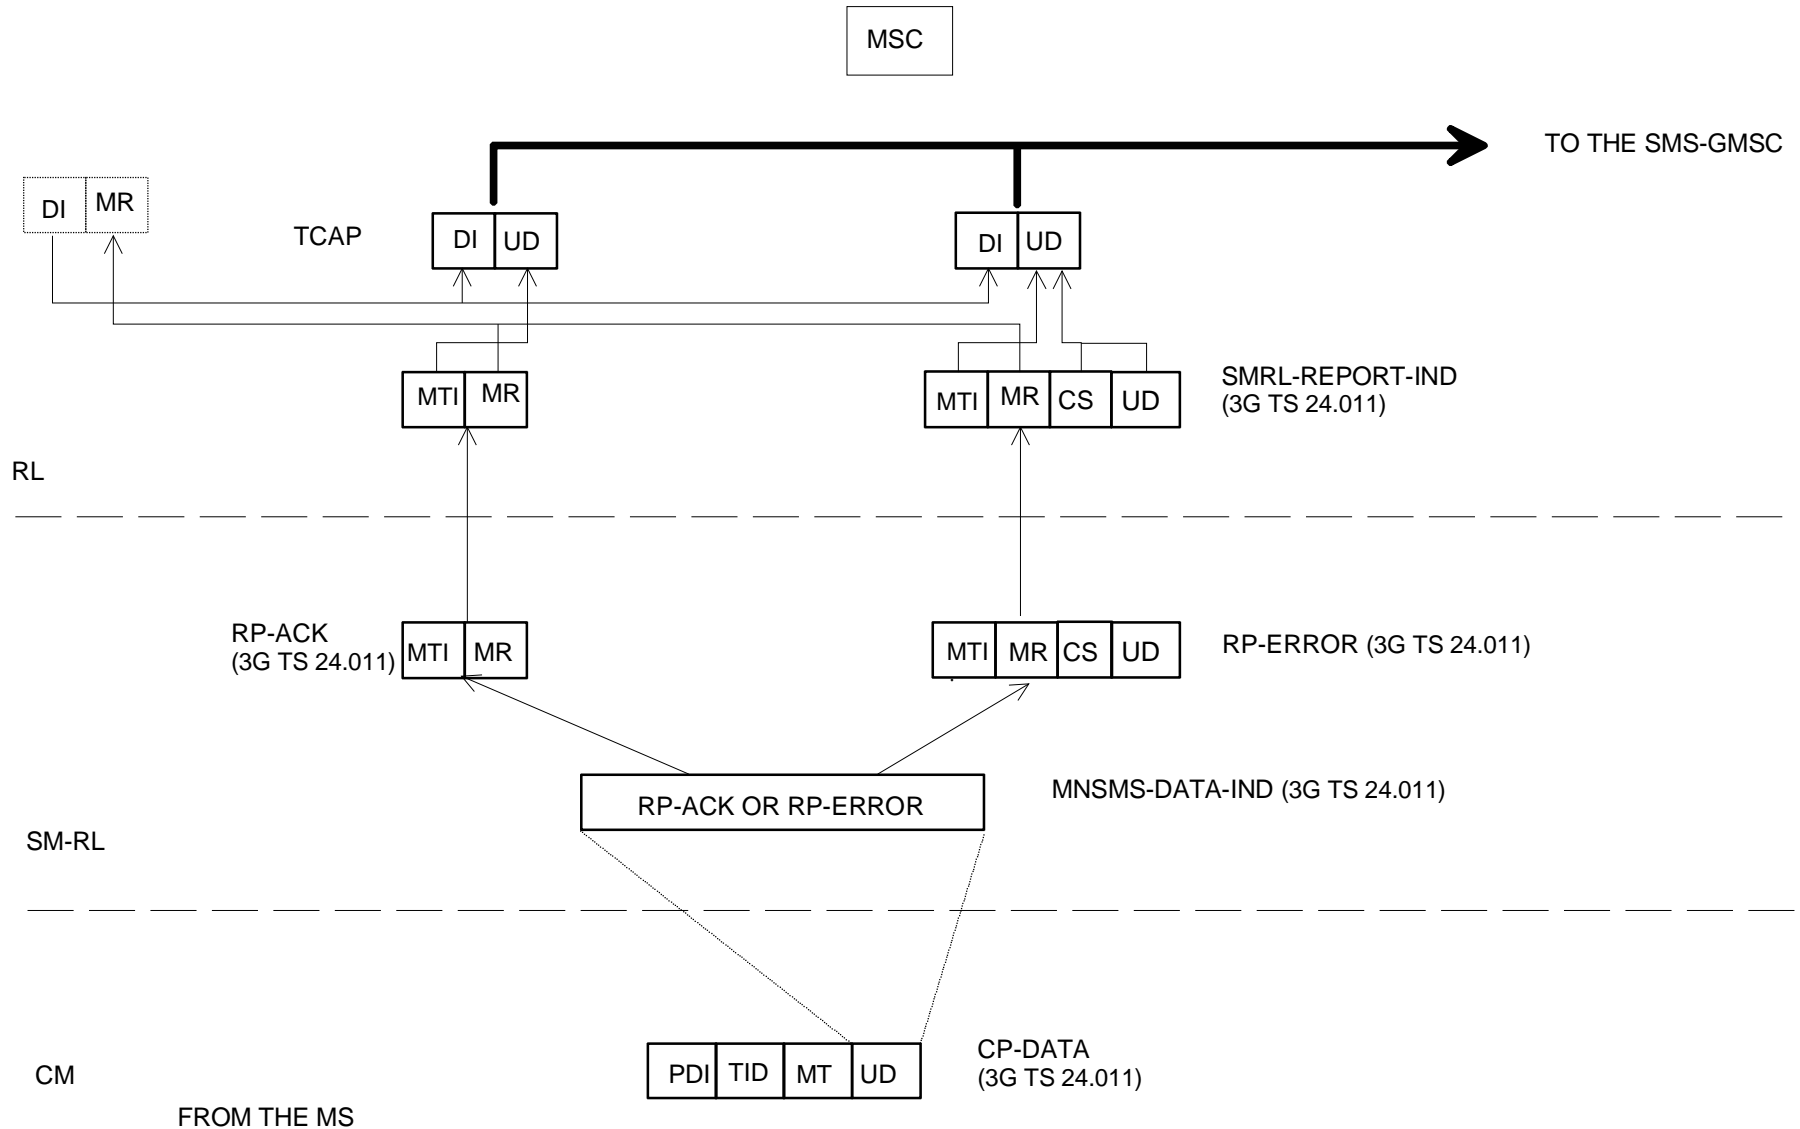 MSC
TO THE SMS-GMSC
DI MR
TCAP
DI UD
DI UD
MTI MR
MTI MR CS UD
SMRL-REPORT-IND
(3G TS 24.011)
RL
RP-ACK
(3G TS 24.011)
MTI MR
MTI MR CS UD
RP-ERROR (3G TS 24.011)
RP-ACK OR RP-ERROR
MNSMS-DATA-IND (3G TS 24.011)
SM-RL
PDI TID MT UD
CP-DATA
(3G TS 24.011)
CM
FROM THE MS